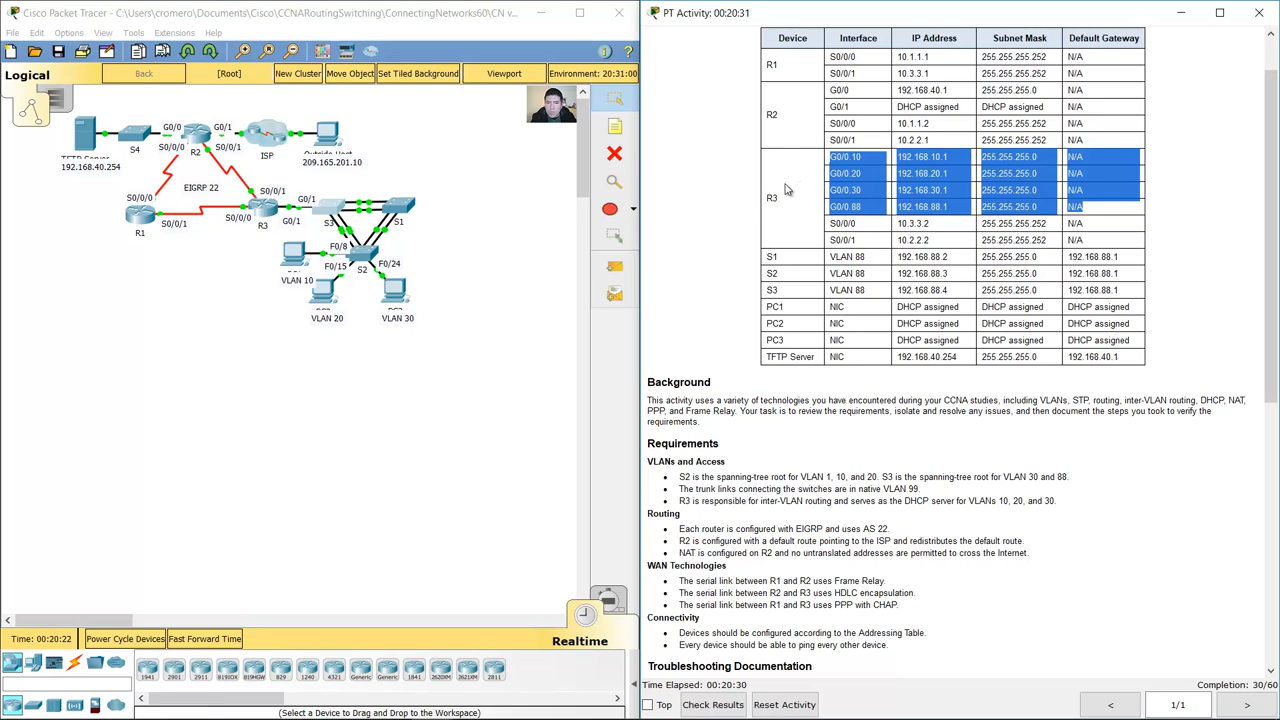 Cisco Packet Tracer - C:\Users\cromero\Documents\Cisco\CCNARoutingSwitching\ConnectingNetworks60\CN v...
File Edit Options View Tools Extensions Help
Logical Back [Root] New Cluster Move Object Set Tiled Background Viewport Environment: 20:31:00
S4
G0/0
G0/1
S0/0/0
R2
S0/0/1
ISP
Outside Host
209.165.201.10
TFTP Server
192.168.40.254
EIGRP 22
S0/0/0
S0/0/1
R1
S0/0/1
S0/0/0
R3
G0/1
G0/1
S3
S1
F0/8
S2
VLAN 10
F0/15
F0/24
VLAN 20
VLAN 30
Time: 00:20:22 Power Cycle Devices Fast Forward Time Realtime
1941 2901 2911 819IOX 819HGW 829 1240 4321 Generic Generic 1841 2620XM 2621XM 2811
(Select a Device to Drag and Drop to the Workspace)
PT Activity: 00:20:31
Device Interface IP Address Subnet Mask Default Gateway
R1 S0/0/0 10.1.1.1 255.255.255.252 N/A
S0/0/1 10.3.3.1 255.255.255.252 N/A
R2 G0/0 192.168.40.1 255.255.255.0 N/A
G0/1 DHCP assigned DHCP assigned N/A
S0/0/0 10.1.1.2 255.255.255.252 N/A
S0/0/1 10.2.2.1 255.255.255.252 N/A
R3 G0/0.10 192.168.10.1 255.255.255.0 N/A
G0/0.20 192.168.20.1 255.255.255.0 N/A
G0/0.30 192.168.30.1 255.255.255.0 N/A
G0/0.88 192.168.88.1 255.255.255.0 N/A
S0/0/0 10.3.3.2 255.255.255.252 N/A
S0/0/1 10.2.2.2 255.255.255.252 N/A
S1 VLAN 88 192.168.88.2 255.255.255.0 192.168.88.1
S2 VLAN 88 192.168.88.3 255.255.255.0 192.168.88.1
S3 VLAN 88 192.168.88.4 255.255.255.0 192.168.88.1
PC1 NIC DHCP assigned DHCP assigned DHCP assigned
PC2 NIC DHCP assigned DHCP assigned DHCP assigned
PC3 NIC DHCP assigned DHCP assigned DHCP assigned
TFTP Server NIC 192.168.40.254 255.255.255.0 192.168.40.1
Background
This activity uses a variety of technologies you have encountered during your CCNA studies, including VLANs, STP, routing, inter-VLAN routing, DHCP, NAT,
PPP, and Frame Relay. Your task is to review the requirements, isolate and resolve any issues, and then document the steps you took to verify the
requirements.
Requirements
VLANs and Access
• S2 is the spanning-tree root for VLAN 1, 10, and 20. S3 is the spanning-tree root for VLAN 30 and 88.
• The trunk links connecting the switches are in native VLAN 99.
• R3 is responsible for inter-VLAN routing and serves as the DHCP server for VLANs 10, 20, and 30.
Routing
• Each router is configured with EIGRP and uses AS 22.
• R2 is configured with a default route pointing to the ISP and redistributes the default route.
• NAT is configured on R2 and no untranslated addresses are permitted to cross the Internet.
WAN Technologies
• The serial link between R1 and R2 uses Frame Relay.
• The serial link between R2 and R3 uses HDLC encapsulation.
• The serial link between R1 and R3 uses PPP with CHAP.
Connectivity
• Devices should be configured according to the Addressing Table.
• Every device should be able to ping every other device.
Troubleshooting Documentation
Time Elapsed: 00:20:30 Completion: 30/60
Top Check Results Reset Activity < 1/1 >